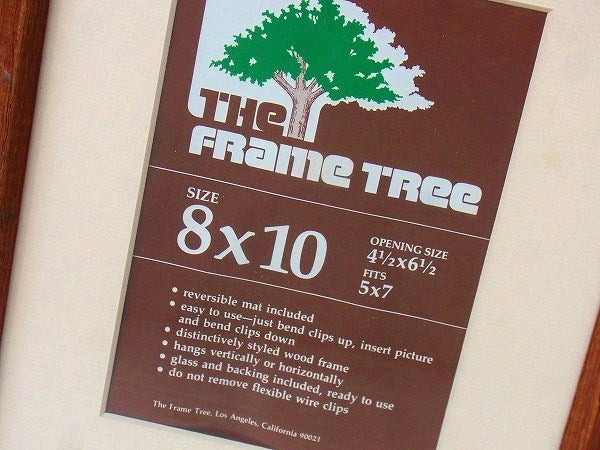 THE
FRAME TREE
SIZE
8x10
OPENING SIZE
4½x6½
FITS
5x7
• reversible mat included
• easy to use—just bend clips up, insert picture
and bend clips down
• distinctively styled wood frame
• hangs vertically or horizontally
• glass and backing included, ready to use
• do not remove flexible wire clips
The Frame Tree, Los Angeles, California 90021